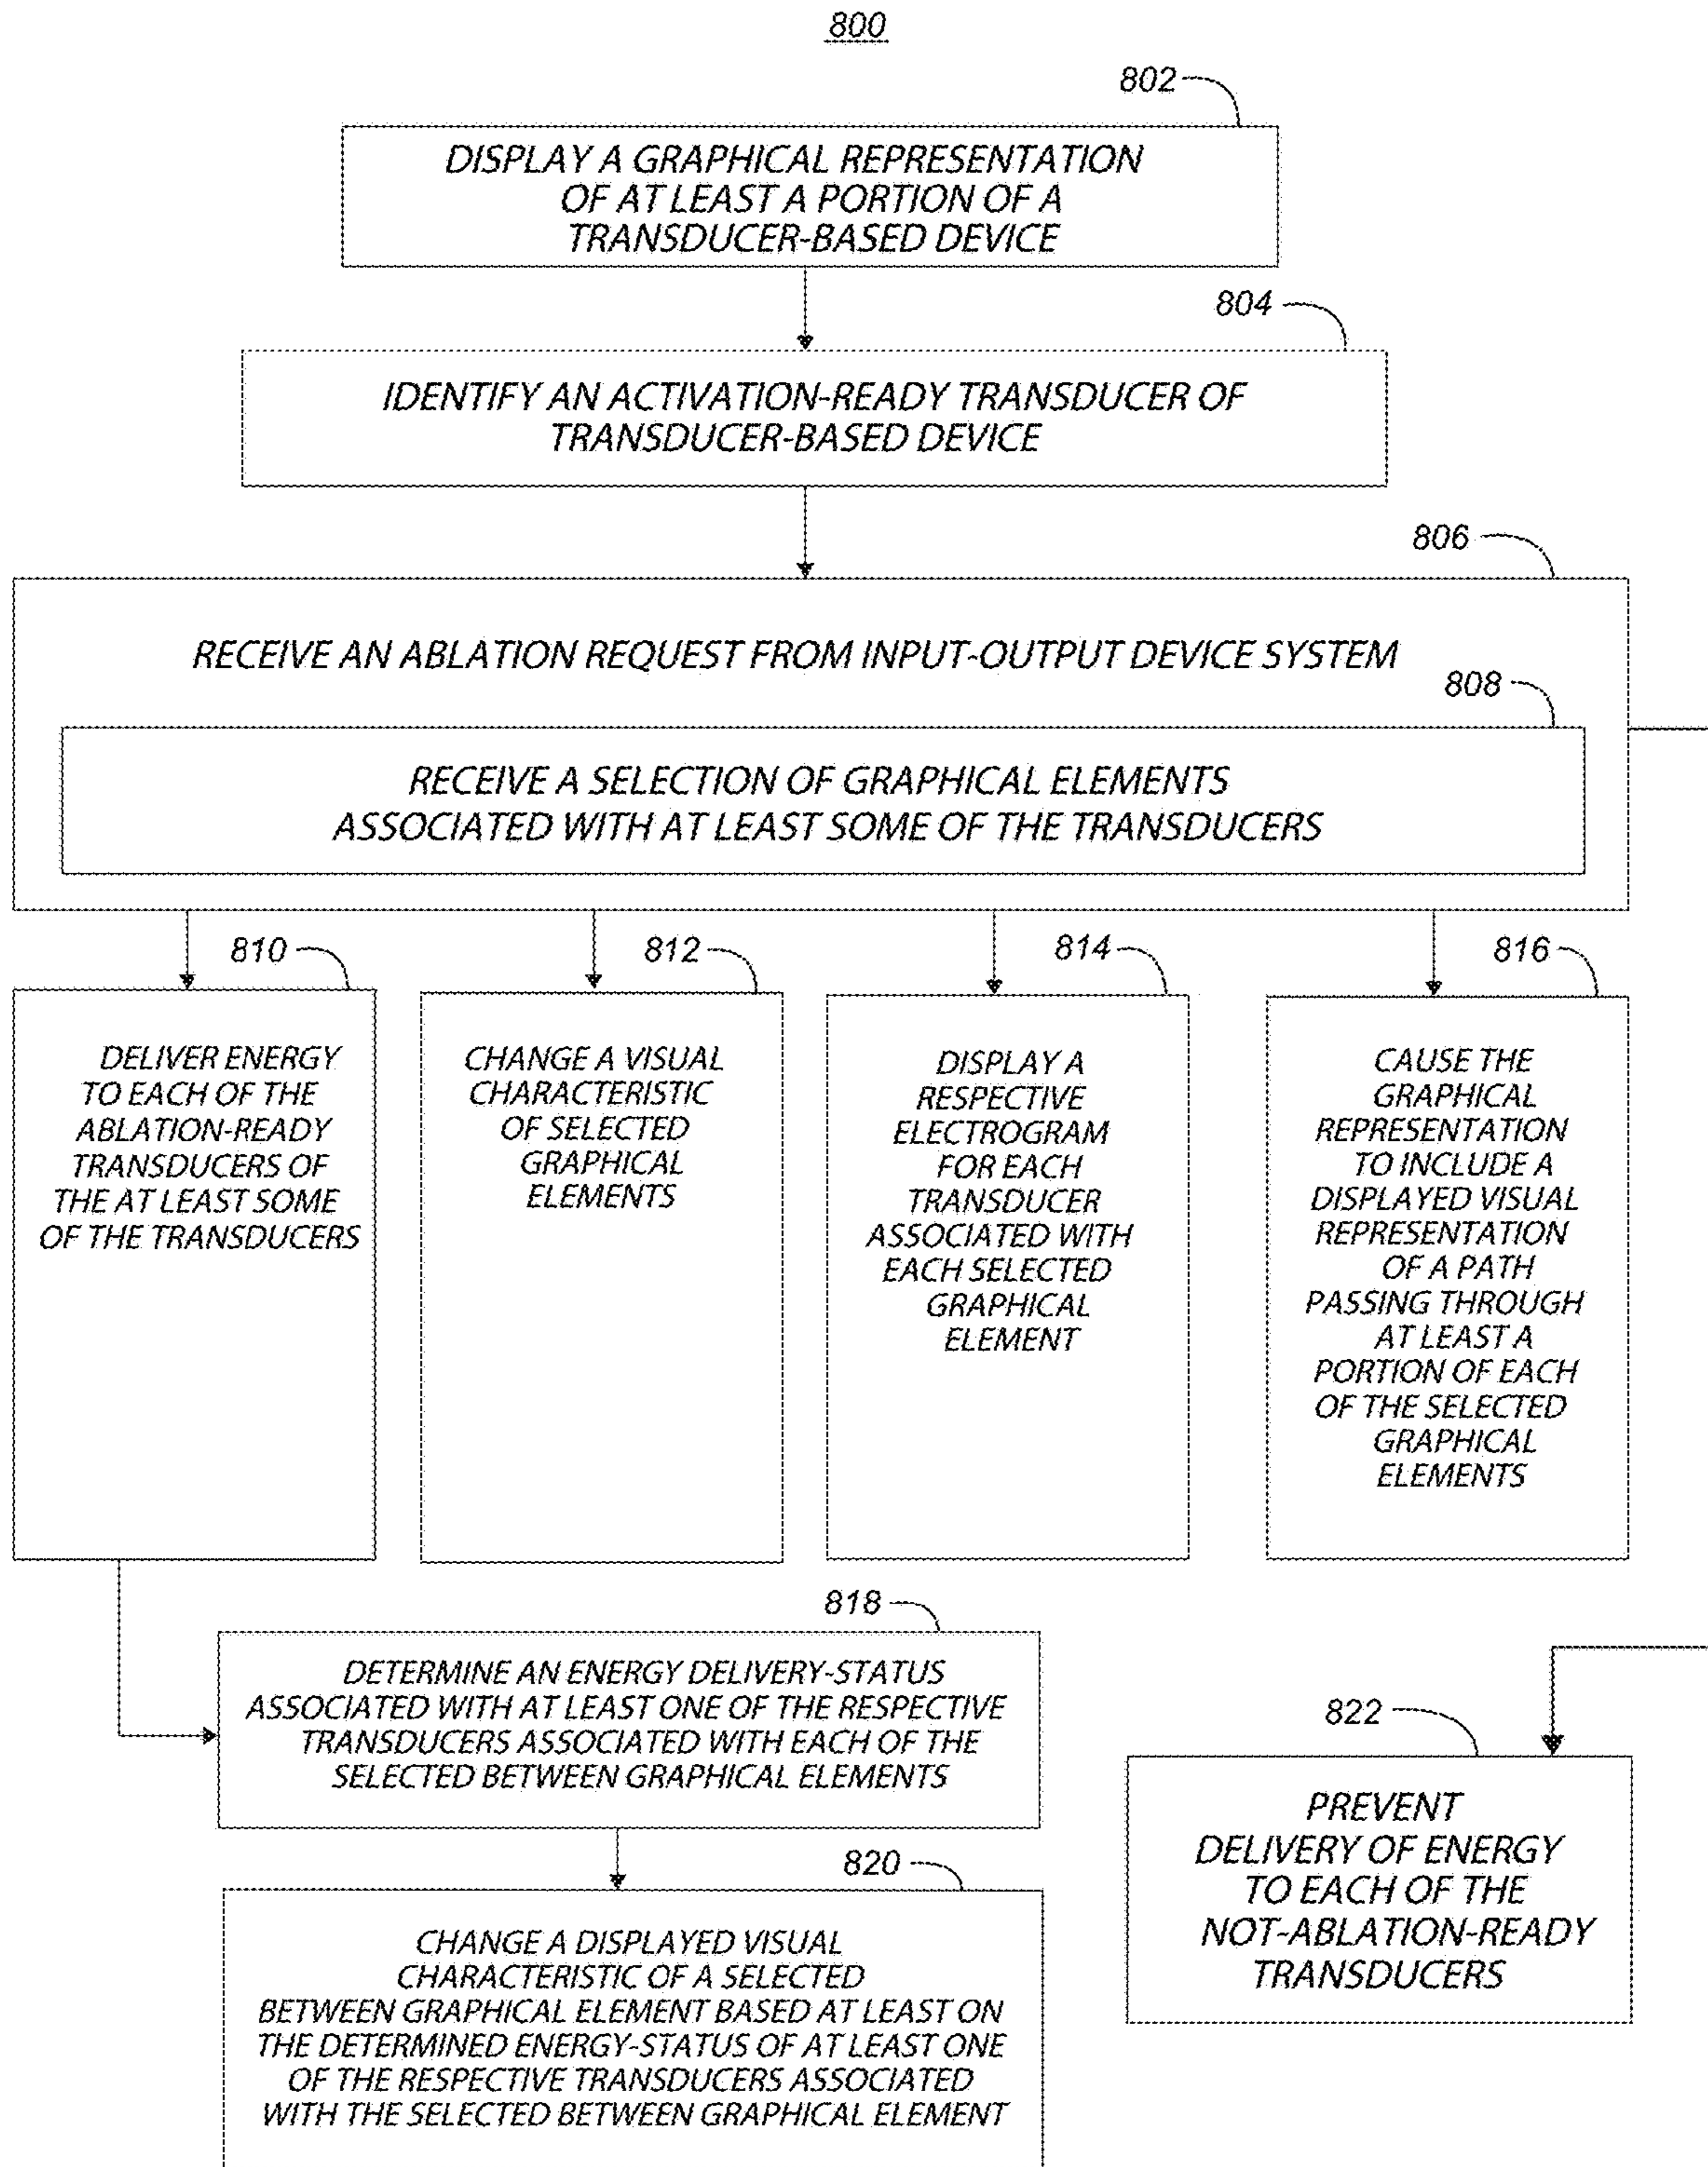 800
802
DISPLAY A GRAPHICAL REPRESENTATION
OF AT LEAST A PORTION OF A
TRANSDUCER-BASED DEVICE
804
IDENTIFY AN ACTIVATION-READY TRANSDUCER OF
TRANSDUCER-BASED DEVICE
806
RECEIVE AN ABLATION REQUEST FROM INPUT-OUTPUT DEVICE SYSTEM
808
RECEIVE A SELECTION OF GRAPHICAL ELEMENTS
ASSOCIATED WITH AT LEAST SOME OF THE TRANSDUCERS
810
DELIVER ENERGY
TO EACH OF THE
ABLATION-READY
TRANSDUCERS OF
THE AT LEAST SOME
OF THE TRANSDUCERS
812
CHANGE A VISUAL
CHARACTERISTIC
OF SELECTED
GRAPHICAL
ELEMENTS
814
DISPLAY A
RESPECTIVE
ELECTROGRAM
FOR EACH
TRANSDUCER
ASSOCIATED WITH
EACH SELECTED
GRAPHICAL
ELEMENT
816
CAUSE THE
GRAPHICAL
REPRESENTATION
TO INCLUDE A
DISPLAYED VISUAL
REPRESENTATION
OF A PATH
PASSING THROUGH
AT LEAST A
PORTION OF EACH
OF THE SELECTED
GRAPHICAL
ELEMENTS
818
DETERMINE AN ENERGY DELIVERY-STATUS
ASSOCIATED WITH AT LEAST ONE OF THE RESPECTIVE
TRANSDUCERS ASSOCIATED WITH EACH OF THE
SELECTED BETWEEN GRAPHICAL ELEMENTS
820
CHANGE A DISPLAYED VISUAL
CHARACTERISTIC OF A SELECTED
BETWEEN GRAPHICAL ELEMENT BASED AT LEAST ON
THE DETERMINED ENERGY-STATUS OF AT LEAST ONE
OF THE RESPECTIVE TRANSDUCERS ASSOCIATED
WITH THE SELECTED BETWEEN GRAPHICAL ELEMENT
822
PREVENT
DELIVERY OF ENERGY
TO EACH OF THE
NOT-ABLATION-READY
TRANSDUCERS